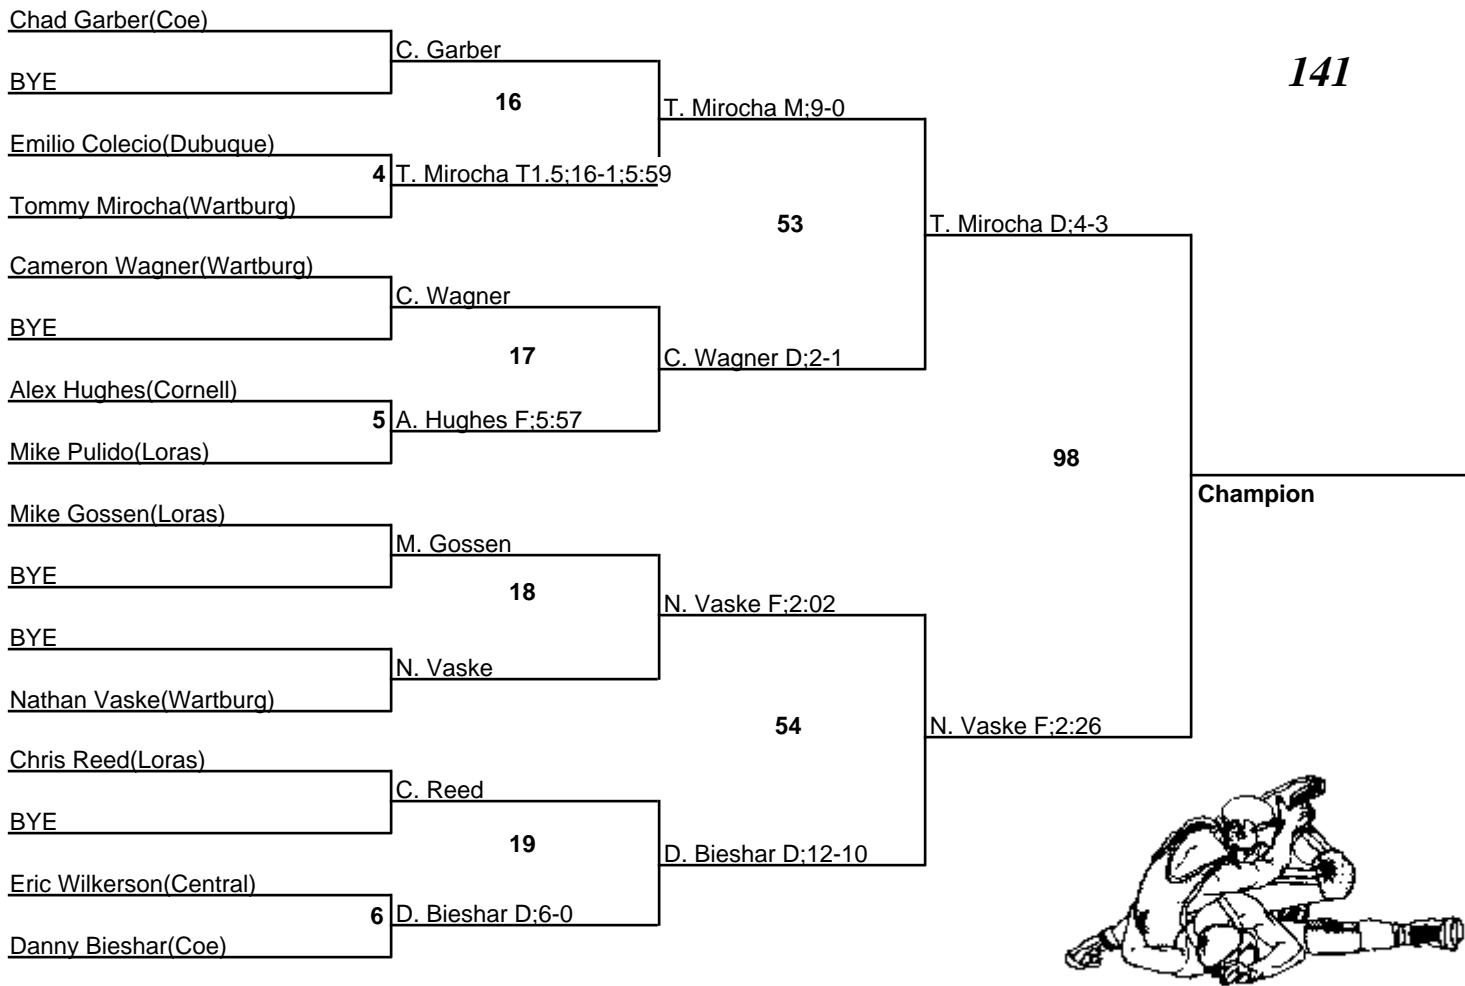 Chad Garber(Coe)
C. Garber
BYE
141
16
T. Mirocha M;9-0
Emilio Colecio(Dubuque)
4
T. Mirocha T1.5;16-1;5:59
Tommy Mirocha(Wartburg)
53
T. Mirocha D;4-3
Cameron Wagner(Wartburg)
C. Wagner
BYE
17
C. Wagner D;2-1
Alex Hughes(Cornell)
5
A. Hughes F;5:57
Mike Pulido(Loras)
98
Champion
Mike Gossen(Loras)
M. Gossen
BYE
18
N. Vaske F;2:02
BYE
N. Vaske
Nathan Vaske(Wartburg)
54
N. Vaske F;2:26
Chris Reed(Loras)
C. Reed
BYE
19
D. Bieshar D;12-10
Eric Wilkerson(Central)
6
D. Bieshar D;6-0
Danny Bieshar(Coe)